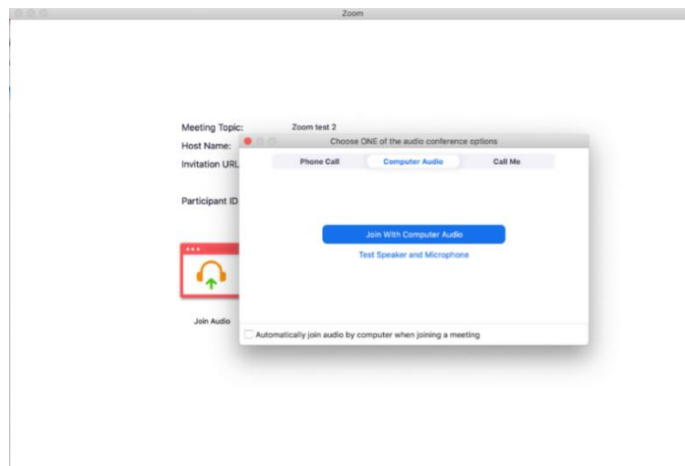 Zoom
Meeting Topic: Zoom test 2
Host Name:
Choose ONE of the audio conference options
Invitation URL
Phone Call Computer Audio Call Me
Participant ID
Join With Computer Audio
Test Speaker and Microphone
Join Audio
Automatically join audio by computer when joining a meeting